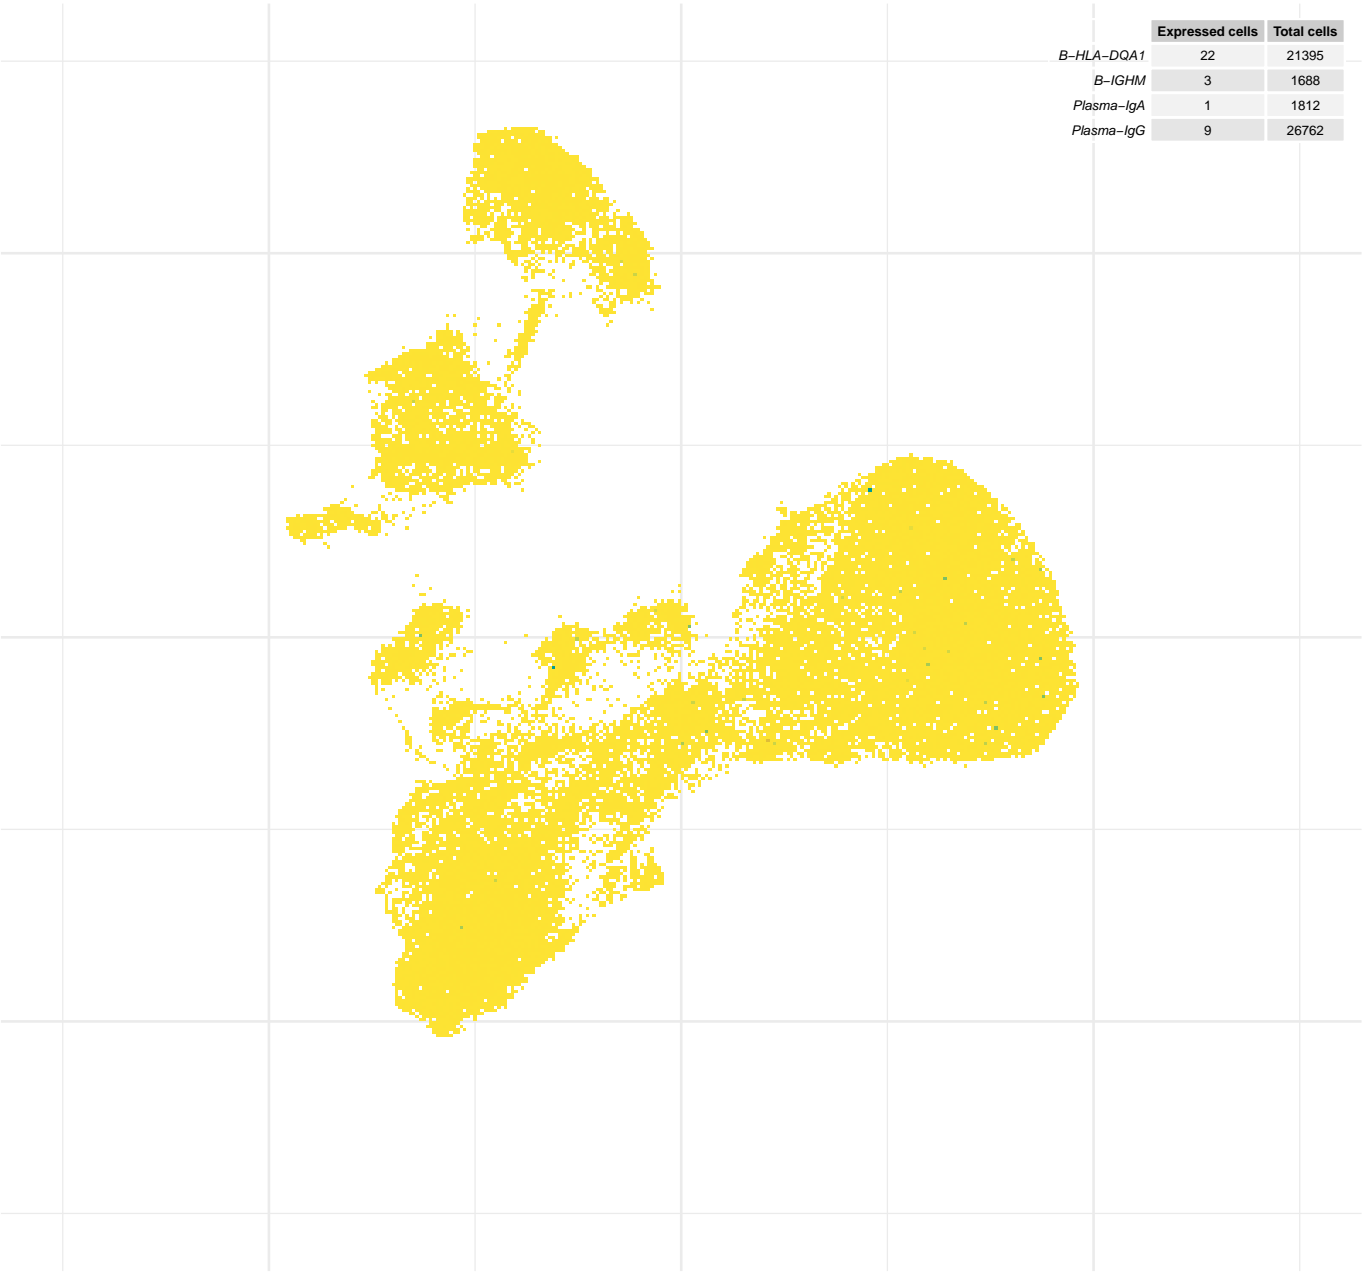 Expressed cells Total cells
B−HLA−DQA1 22 21395
B−IGHM 3 1688
Plasma−IgA 1 1812
Plasma−IgG 9 26762